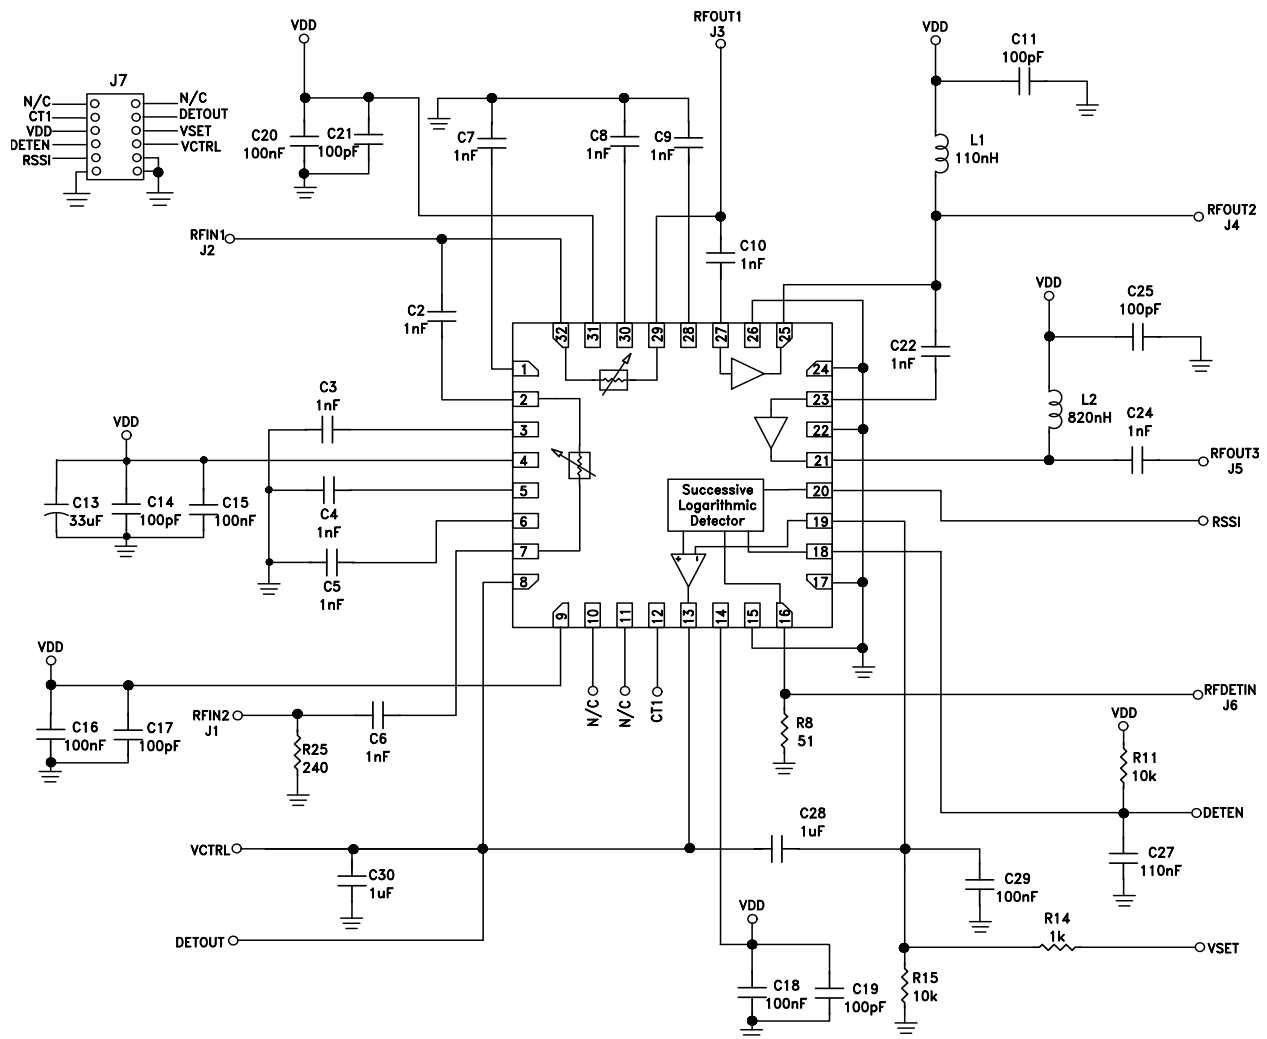 RFOUT1
J3
VDD
VDD
C11
100pF
J7
N/C
CT1
VDD
DETEN
RSSI
N/C
DETOUT
VSET
VCTRL
C20
100nF
C21
100pF
C7
1nF
C8
1nF
C9
1nF
L1
110nH
RFOUT2
J4
RFIN1
J2
C10
1nF
C2
1nF
VDD
C25
100pF
C22
1nF
32
31
30
29
28
27
26
25
1
2
3
4
5
6
7
8
24
23
22
21
20
19
18
17
9
10
11
12
13
14
15
16
L2
820nH
C24
1nF
RFOUT3
J5
C3
1nF
VDD
C13
33uF
C14
100pF
C15
100nF
C4
1nF
C5
1nF
Successive
Logarithmic
Detector
+
-
RSSI
VDD
C16
100nF
C17
100pF
RFIN2
J1
R25
240
C6
1nF
N/C
N/C
CT1
R8
51
RFDETIN
J6
VDD
R11
10k
DETEN
C27
110nF
VCTRL
C30
1uF
C28
1uF
C29
100nF
DETOUT
VDD
C18
100nF
C19
100pF
R14
1k
VSET
R15
10k